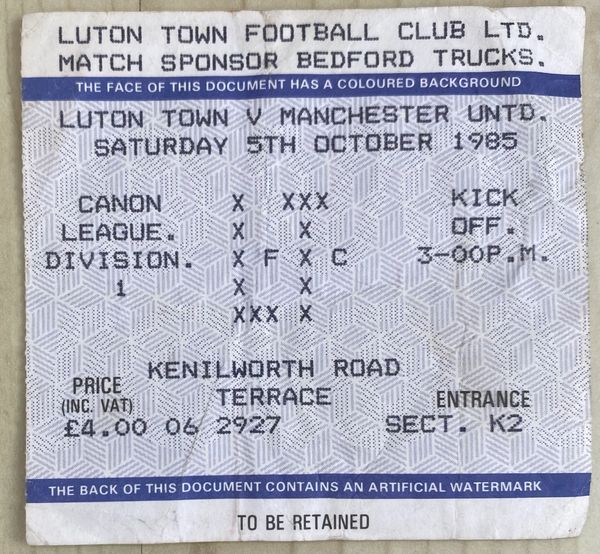 LUTON TOWN FOOTBALL CLUB LTD.
MATCH SPONSOR BEDFORD TRUCKS.
THE FACE OF THIS DOCUMENT HAS A COLOURED BACKGROUND
LUTON TOWN V MANCHESTER UNTD.
SATURDAY 5TH OCTOBER 1985
CANON X XXX KICK
LEAGUE. X X OFF.
DIVISION. X F X C 3-00P.M.
1 X X
XXX X
KENILWORTH ROAD
PRICE
(INC. VAT)
TERRACE
ENTRANCE
£4.00 06 2927 SECT. K2
THE BACK OF THIS DOCUMENT CONTAINS AN ARTIFICIAL WATERMARK
TO BE RETAINED